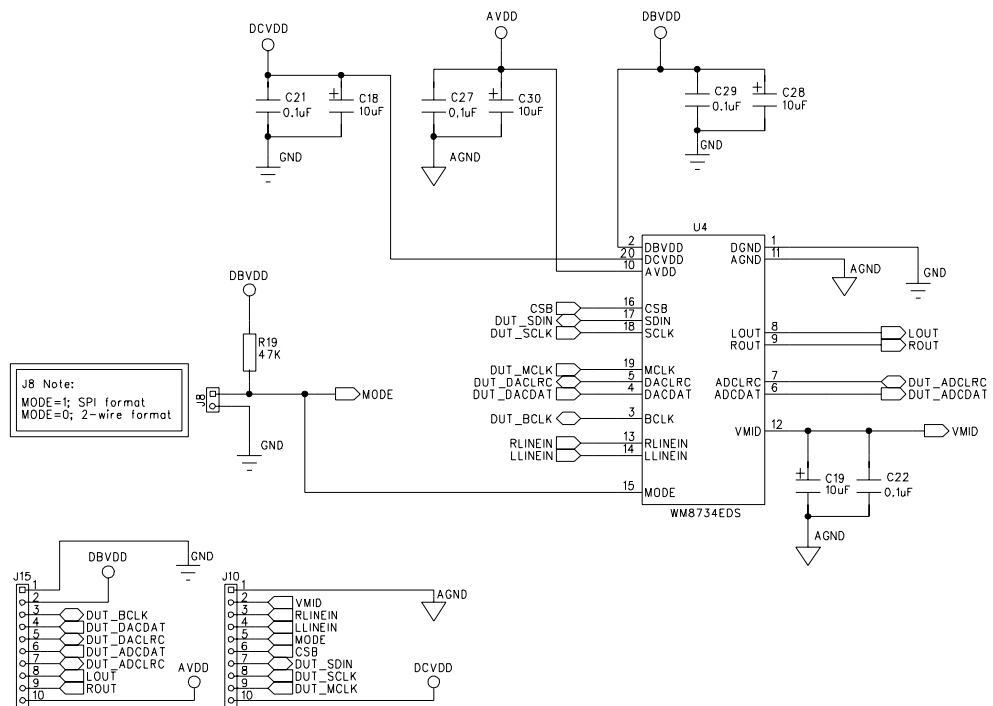 DCVDD
AVDD
DBVDD
C21
0.1uF
+
C18
10uF
GND
C27
0.1uF
+
C30
10uF
AGND
C29
0.1uF
+
C28
10uF
GND
U4
2 DBVDD
20 DCVDD
10 AVDD
DGND 1
AGND 11
AGND
GND
CSB 16 CSB
DUT_SDIN 17 SDIN
DUT_SCLK 18 SCLK
LOUT 8 LOUT
ROUT 9 ROUT
DUT_MCLK 19 MCLK
DUT_DACLRC 5 DACLRC
DUT_DACDAT 4 DACDAT
ADCLRC 7 DUT_ADCLRC
ADCDAT 6 DUT_ADCDAT
DUT_BCLK 3 BCLK
VMID 12 VMID
RLINEIN 13 RLINEIN
LLINEIN 14 LLINEIN
15 MODE
WM8734EDS
+
C19
10uF
C22
0.1uF
AGND
DBVDD
R19
47K
J8
MODE
GND
J8 Note:
MODE=1; SPI format
MODE=0; 2-wire format
J15
GND
DBVDD
1
2
3 DUT_BCLK
4 DUT_DACDAT
5 DUT_DACLRC
6 DUT_ADCDAT
7 DUT_ADCLRC
8 LOUT
9 ROUT
10
AVDD
J10
1
AGND
2 VMID
3 RLINEIN
4 LLINEIN
5 MODE
6 CSB
7 DUT_SDIN
8 DUT_SCLK
9 DUT_MCLK
10
DCVDD